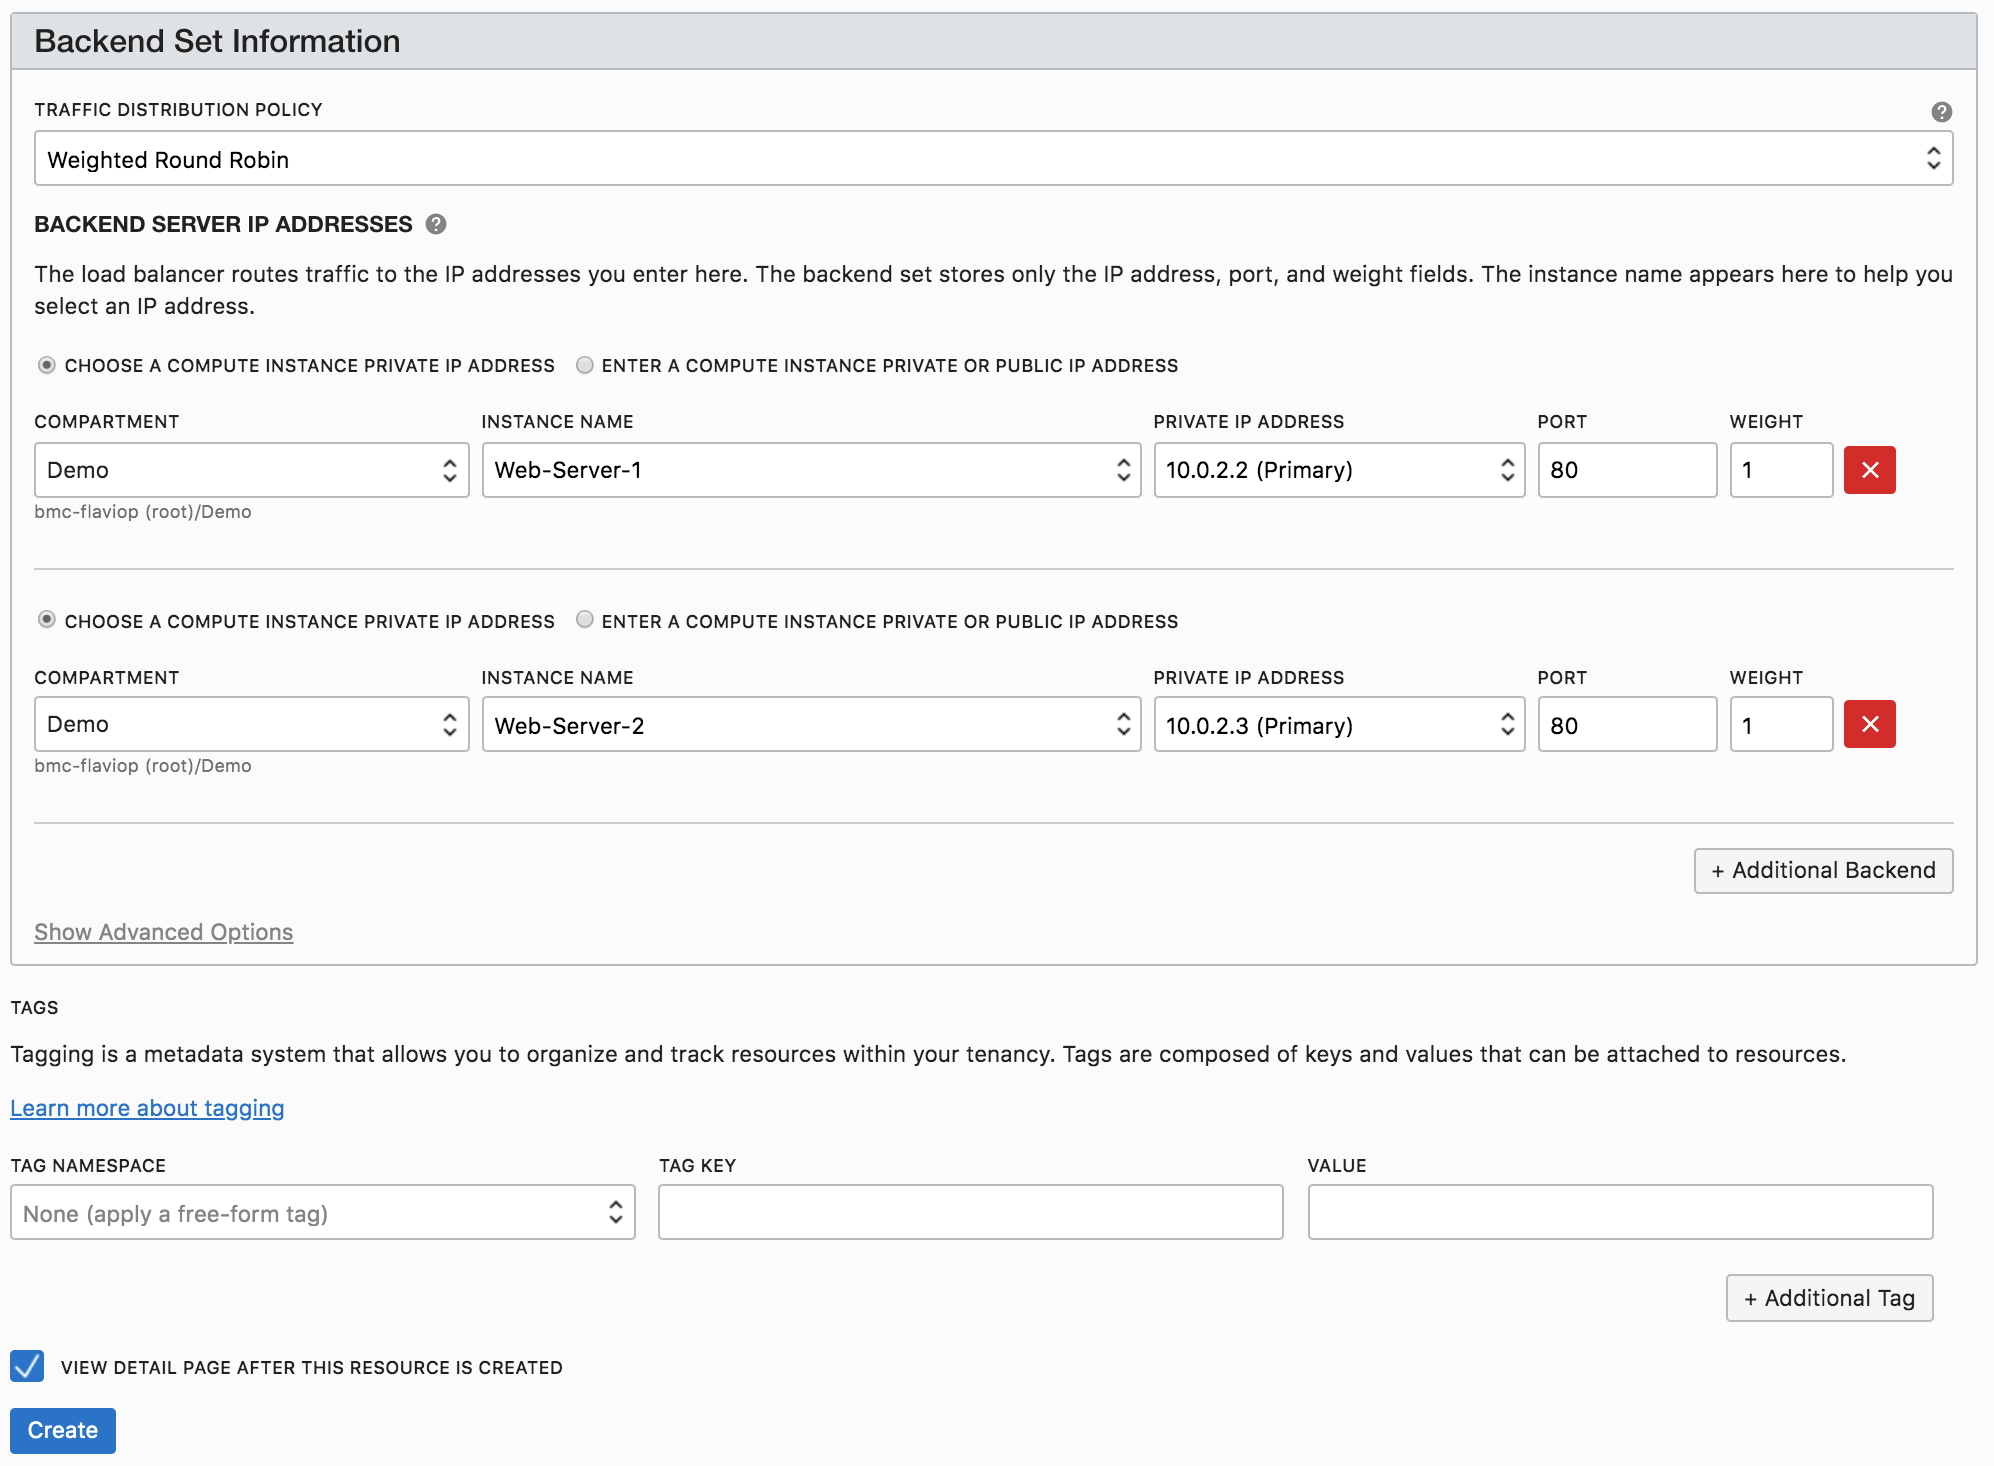 Backend Set Information
TRAFFIC DISTRIBUTION POLICY
?
Weighted Round Robin
BACKEND SERVER IP ADDRESSES ?
The load balancer routes traffic to the IP addresses you enter here. The backend set stores only the IP address, port, and weight fields. The instance name appears here to help you
select an IP address.
CHOOSE A COMPUTE INSTANCE PRIVATE IP ADDRESS ENTER A COMPUTE INSTANCE PRIVATE OR PUBLIC IP ADDRESS
COMPARTMENT INSTANCE NAME PRIVATE IP ADDRESS PORT WEIGHT
Demo Web-Server-1 10.0.2.2 (Primary) 80 1
bmc-flaviop (root)/Demo
CHOOSE A COMPUTE INSTANCE PRIVATE IP ADDRESS ENTER A COMPUTE INSTANCE PRIVATE OR PUBLIC IP ADDRESS
COMPARTMENT INSTANCE NAME PRIVATE IP ADDRESS PORT WEIGHT
Demo Web-Server-2 10.0.2.3 (Primary) 80 1
bmc-flaviop (root)/Demo
+ Additional Backend
Show Advanced Options
TAGS
Tagging is a metadata system that allows you to organize and track resources within your tenancy. Tags are composed of keys and values that can be attached to resources.
Learn more about tagging
TAG NAMESPACE TAG KEY VALUE
None (apply a free-form tag)
+ Additional Tag
VIEW DETAIL PAGE AFTER THIS RESOURCE IS CREATED
Create